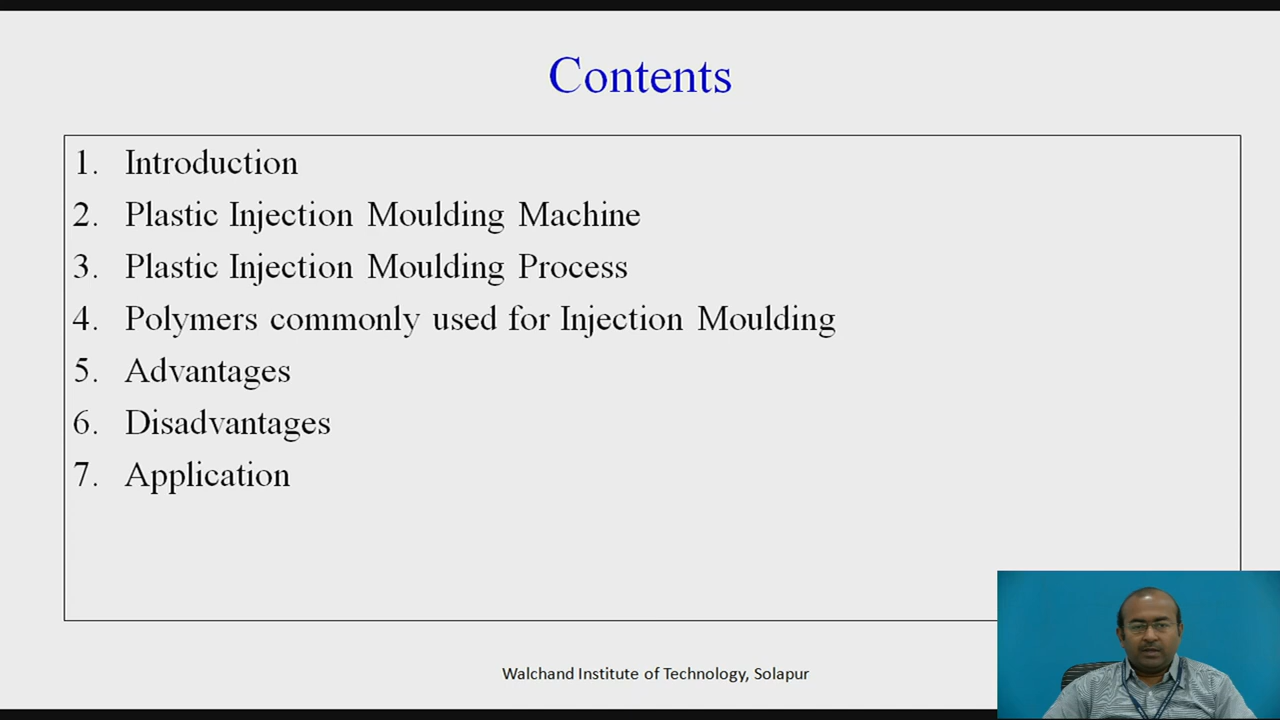 Contents
1. Introduction
2. Plastic Injection Moulding Machine
3. Plastic Injection Moulding Process
4. Polymers commonly used for Injection Moulding
5. Advantages
6. Disadvantages
7. Application
Walchand Institute of Technology, Solapur